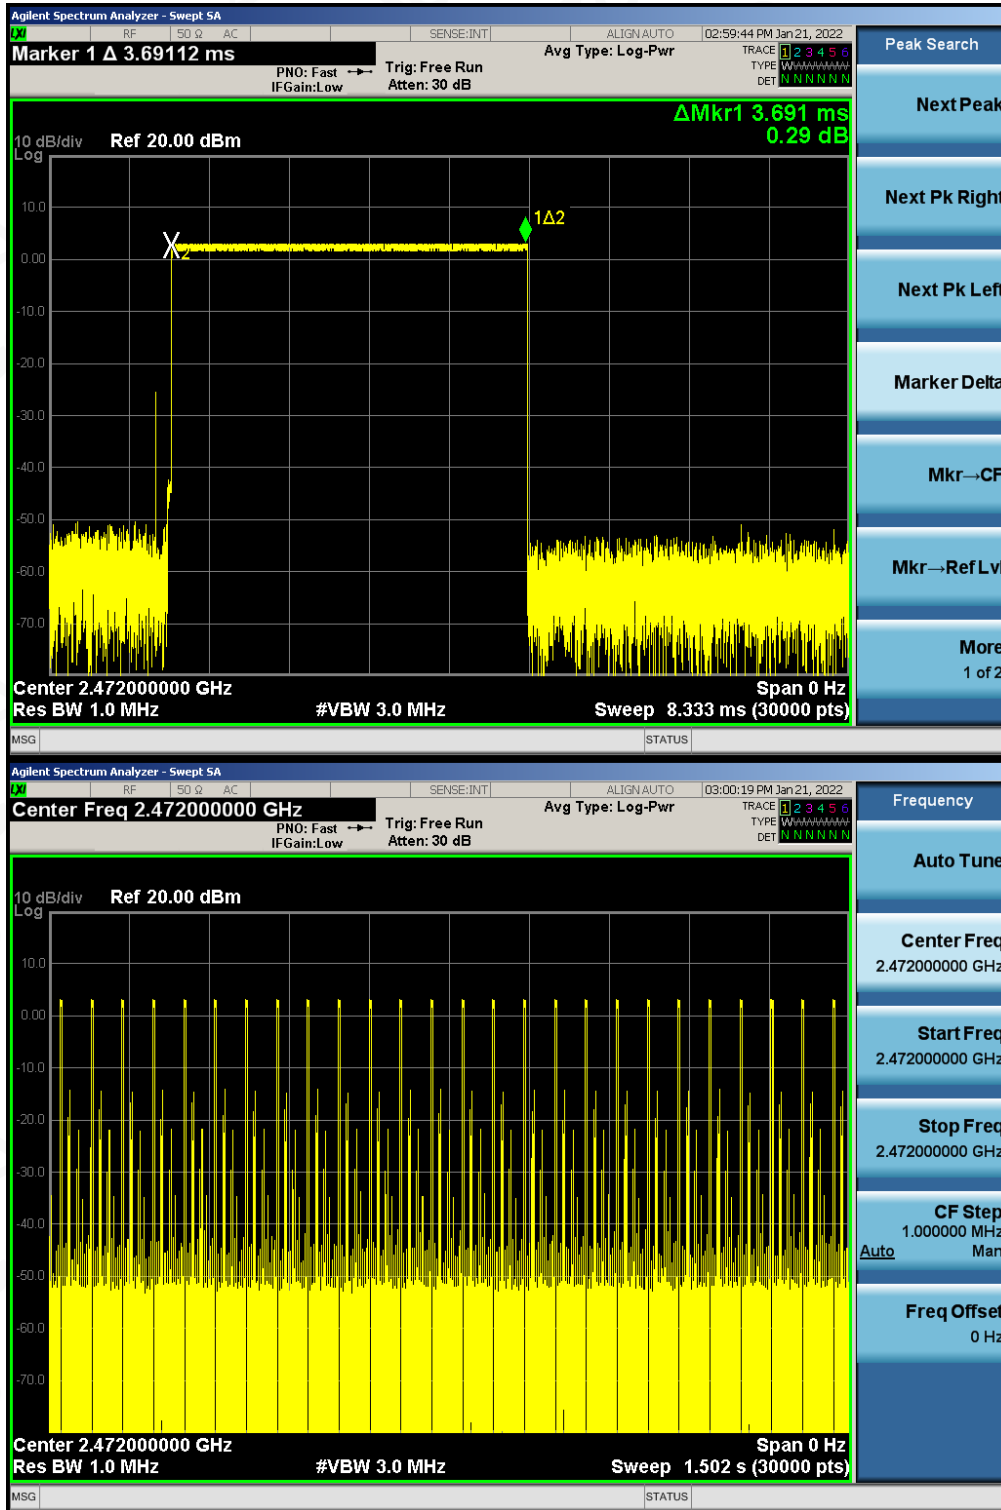 Agilent Spectrum Analyzer - Swept SA
LXI RF 50 Ω AC SENSE:INT ALIGN AUTO 02:59:44 PM Jan 21, 2022
Marker 1 Δ 3.69112 ms
PNO: Fast
IFGain:Low
Trig: Free Run
Atten: 30 dB
Avg Type: Log-Pwr
TRACE 1 2 3 4 5 6
TYPE W
DET N N N N N N
ΔMkr1 3.691 ms
0.29 dB
10 dB/div Ref 20.00 dBm
Log
10.0
0.00
-10.0
-20.0
-30.0
-40.0
-50.0
-60.0
-70.0
X2
1Δ2
Center 2.472000000 GHz Span 0 Hz
Res BW 1.0 MHz #VBW 3.0 MHz Sweep 8.333 ms (30000 pts)
MSG STATUS
Peak Search
Next Peak
Next Pk Right
Next Pk Left
Marker Delta
Mkr→CF
Mkr→Ref Lvl
More
1 of 2
Agilent Spectrum Analyzer - Swept SA
LXI RF 50 Ω AC SENSE:INT ALIGN AUTO 03:00:19 PM Jan 21, 2022
Center Freq 2.472000000 GHz
PNO: Fast
IFGain:Low
Trig: Free Run
Atten: 30 dB
Avg Type: Log-Pwr
TRACE 1 2 3 4 5 6
TYPE W
DET N N N N N N
10 dB/div Ref 20.00 dBm
Log
10.0
0.00
-10.0
-20.0
-30.0
-40.0
-50.0
-60.0
-70.0
Center 2.472000000 GHz Span 0 Hz
Res BW 1.0 MHz #VBW 3.0 MHz Sweep 1.502 s (30000 pts)
MSG STATUS
Frequency
Auto Tune
Center Freq
2.472000000 GHz
Start Freq
2.472000000 GHz
Stop Freq
2.472000000 GHz
CF Step
1.000000 MHz
Auto Man
Freq Offset
0 Hz